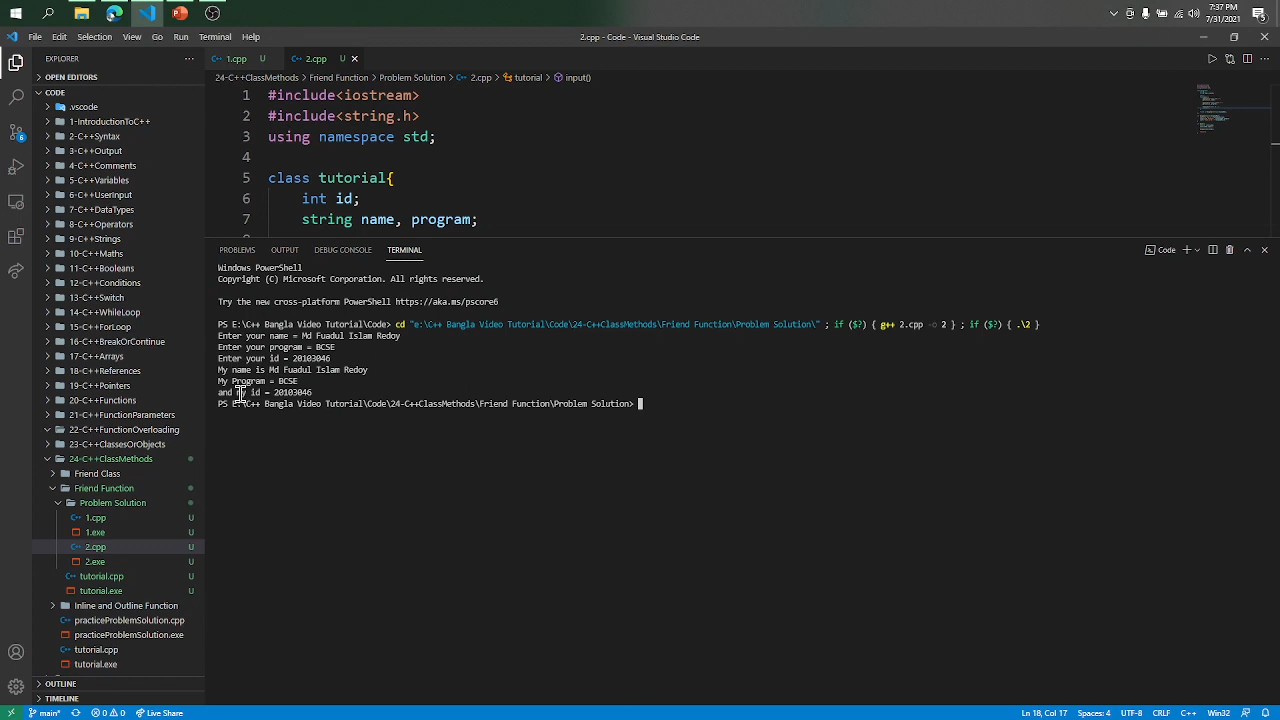 7:37 PM
7/31/2021
File Edit Selection View Go Run Terminal Help
2.cpp - Code - Visual Studio Code
EXPLORER
1.cpp U
2.cpp U
OPEN EDITORS
24-C++ClassMethods > Friend Function > Problem Solution > 2.cpp > tutorial > input()
CODE
.vscode
1-introductionToC++
2-C++Syntax
3-C++Output
4-C++Comments
5-C++Variables
6-C++UserInput
7-C++DataTypes
8-C++Operators
9-C++Strings
10-C++Maths
11-C++Booleans
12-C++Conditions
13-C++Switch
14-C++WhileLoop
15-C++ForLoop
16-C++BreakOrContinue
17-C++Arrays
18-C++References
19-C++Pointers
20-C++Functions
21-C++FunctionParameters
22-C++FunctionOverloading
23-C++ClassesOrObjects
24-C++ClassMethods
Friend Class
Friend Function
Problem Solution
1.cpp U
1.exe U
2.cpp U
2.exe U
tutorial.cpp U
tutorial.exe U
Inline and Outline Function
practiceProblemSolution.cpp U
practiceProblemSolution.exe U
tutorial.cpp U
tutorial.exe U
OUTLINE
TIMELINE
1 #include<iostream>
2 #include<string.h>
3 using namespace std;
4
5 class tutorial{
6 int id;
7 string name, program;
PROBLEMS OUTPUT DEBUG CONSOLE TERMINAL
Code
Windows PowerShell
Copyright (C) Microsoft Corporation. All rights reserved.
Try the new cross-platform PowerShell https://aka.ms/pscore6
PS E:\C++ Bangla Video Tutorial\Code> cd "e:\C++ Bangla Video Tutorial\Code\24-C++ClassMethods\Friend Function\Problem Solution\" ; if ($?) { g++ 2.cpp -o 2 } ; if ($?) { .\2 }
Enter your name = Md Fuadul Islam Redoy
Enter your program = BCSE
Enter your id = 20103046
My name is Md Fuadul Islam Redoy
My Program = BCSE
and my id = 20103046
PS E:\C++ Bangla Video Tutorial\Code\24-C++ClassMethods\Friend Function\Problem Solution>
main* 0 0 Live Share
Ln 18, Col 17 Spaces: 4 UTF-8 CRLF C++ Win32